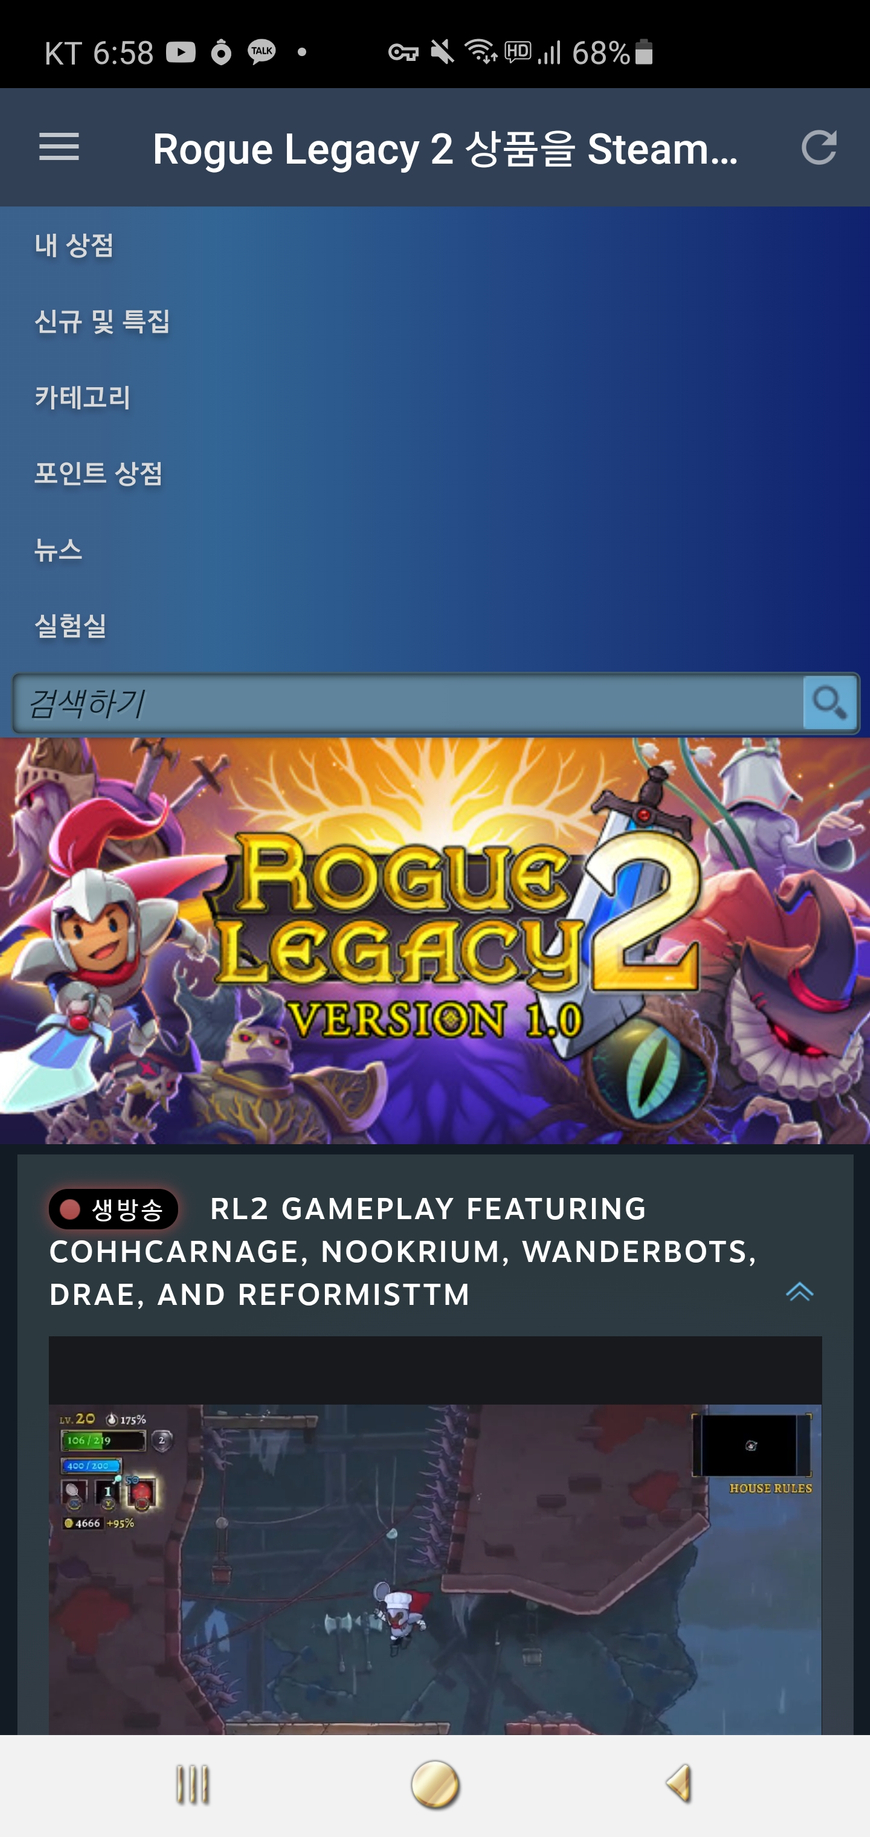 KT 6:58 TALK HD 68%
Rogue Legacy 2 상품을 Steam...
내 상점
신규 및 특집
카테고리
포인트 상점
뉴스
실험실
검색하기
ROGUE
LEGACY 2
VERSION 1.0
생방송 RL2 GAMEPLAY FEATURING
COHHCARNAGE, NOOKRIUM, WANDERBOTS,
DRAE, AND REFORMISTTM
LV. 20 175%
106 / 219 2
400 / 200
1
4666 +95%
HOUSE RULES